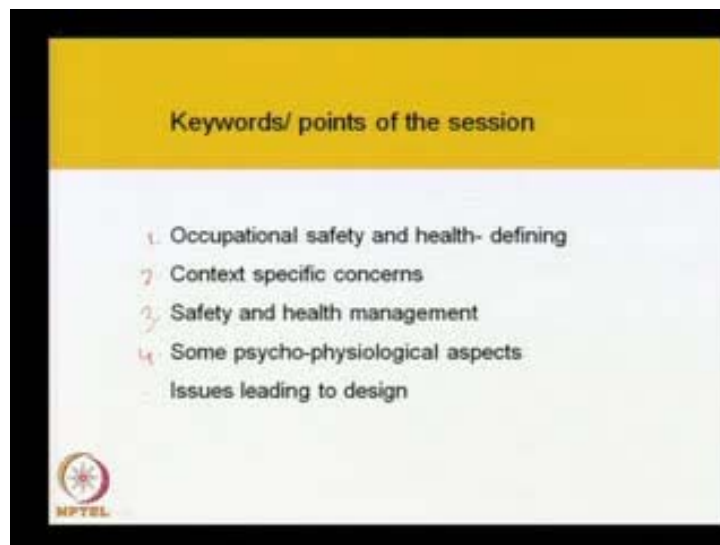 Keywords/ points of the session
1. Occupational safety and health- defining
2 Context specific concerns
3, Safety and health management
4 Some psycho-physiological aspects
Issues leading to design
NPTEL